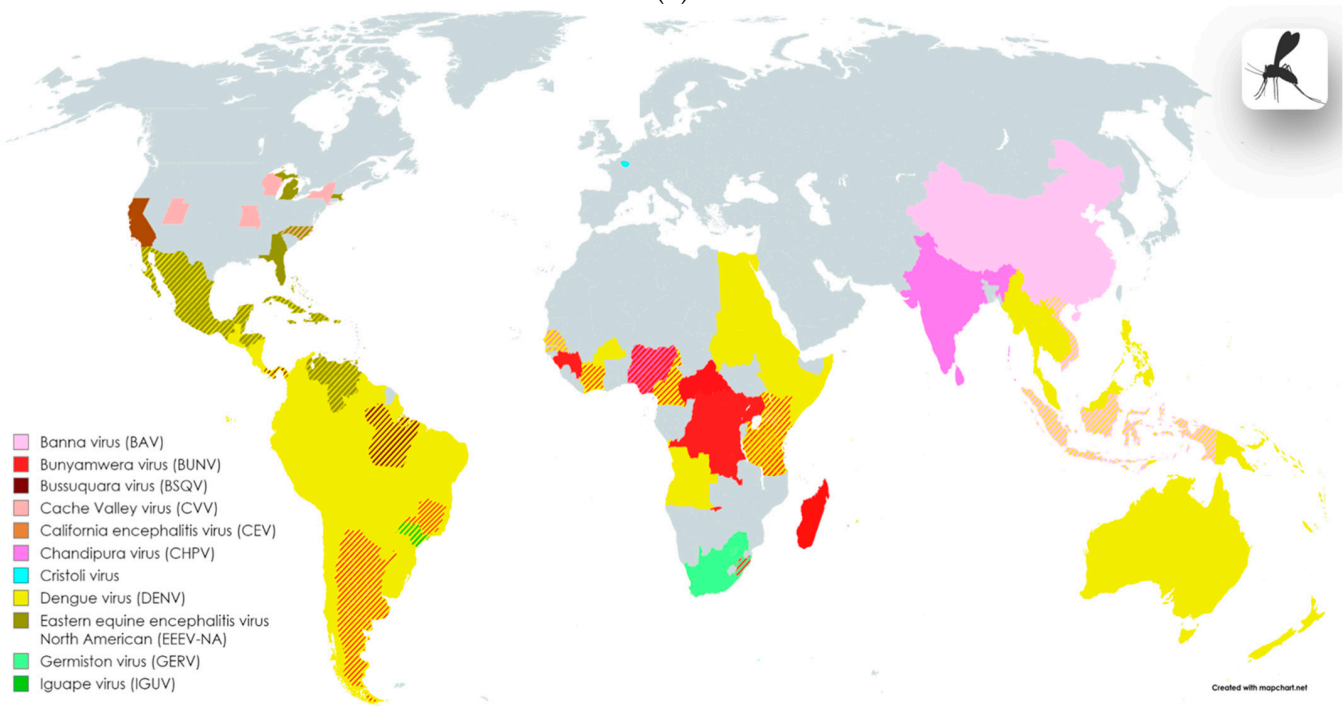 Banna virus (BAV)
Bunyamwera virus (BUNV)
Bussuquara virus (BSQV)
Cache Valley virus (CVV)
California encephalitis virus (CEV)
Chandipura virus (CHPV)
Cristoli virus
Dengue virus (DENV)
Eastern equine encephalitis virus
North American (EEEV-NA)
Germiston virus (GERV)
Iguape virus (IGUV)
Created with mapchart.net